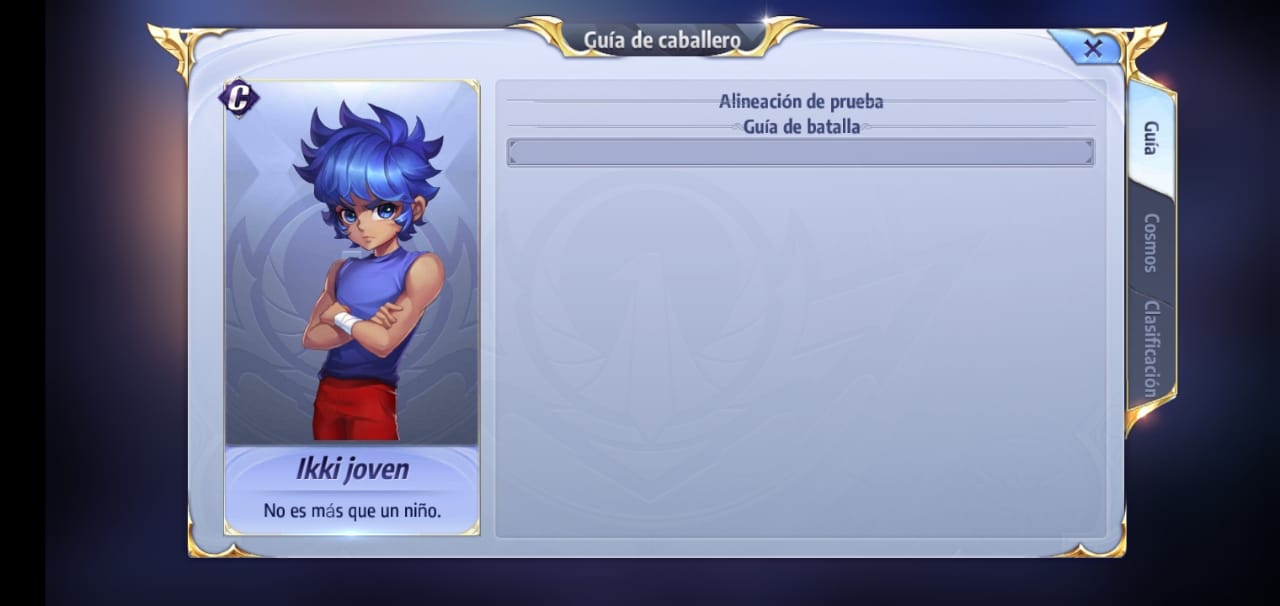 Guía de caballero
C
Alineación de prueba
Guía de batalla
Guía
Cosmos
Clasificación
Ikki joven
No es más que un niño.